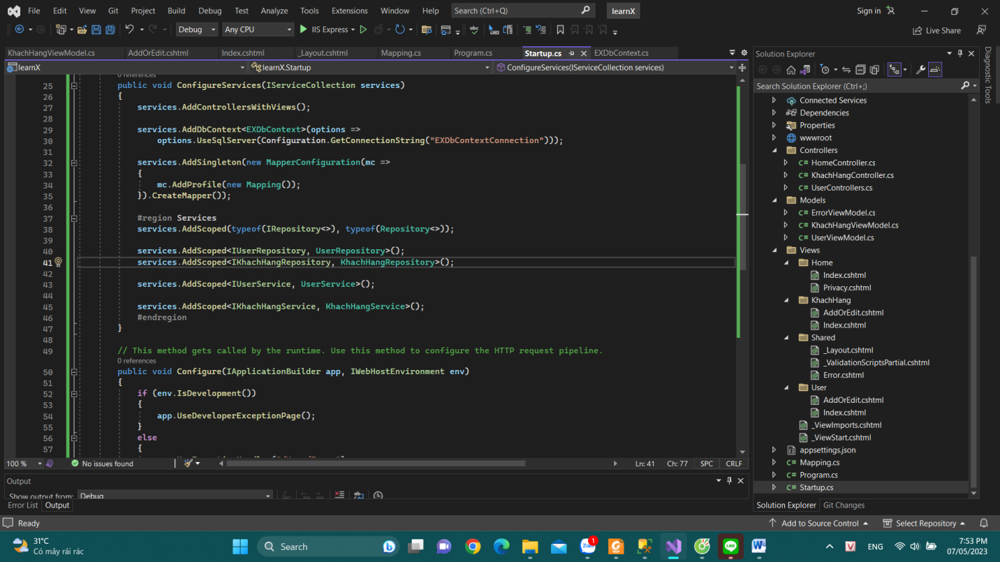 File Edit View Git Project Build Debug Test Analyze Tools Extensions Window Help Search (Ctrl+Q) learnX Sign in
Debug Any CPU IIS Express Live Share
KhachHangViewModel.cs AddOrEdit.cshtml Index.cshtml _Layout.cshtml Mapping.cs Program.cs Startup.cs EXDbContext.cs
learnX learnX.Startup ConfigureServices(IServiceCollection services)
0 references
25 public void ConfigureServices(IServiceCollection services)
26 {
27 services.AddControllersWithViews();
28
29 services.AddDbContext<EXDbContext>(options =>
30 options.UseSqlServer(Configuration.GetConnectionString("EXDbContextConnection")));
31
32 services.AddSingleton(new MapperConfiguration(mc =>
33 {
34 mc.AddProfile(new Mapping());
35 }).CreateMapper());
36
37 #region Services
38 services.AddScoped(typeof(IRepository<>), typeof(Repository<>));
39
40 services.AddScoped<IUserRepository, UserRepository>();
41 services.AddScoped<IKhachHangRepository, KhachHangRepository>();
42
43 services.AddScoped<IUserService, UserService>();
44
45 services.AddScoped<IKhachHangService, KhachHangService>();
46 #endregion
47 }
48
49 // This method gets called by the runtime. Use this method to configure the HTTP request pipeline.
0 references
50 public void Configure(IApplicationBuilder app, IWebHostEnvironment env)
51 {
52 if (env.IsDevelopment())
53 {
54 app.UseDeveloperExceptionPage();
55 }
56 else
57 {
100 % No issues found Ln: 41 Ch: 77 SPC CRLF
Output
Show output from: Debug
Error List Output
Solution Explorer
Search Solution Explorer (Ctrl+;)
Connected Services
Dependencies
Properties
wwwroot
Controllers
C# HomeController.cs
C# KhachHangController.cs
C# UserControllers.cs
Models
C# ErrorViewModel.cs
C# KhachHangViewModel.cs
C# UserViewModel.cs
Views
Home
Index.cshtml
Privacy.cshtml
KhachHang
AddOrEdit.cshtml
Index.cshtml
Shared
_Layout.cshtml
_ValidationScriptsPartial.cshtml
Error.cshtml
User
AddOrEdit.cshtml
Index.cshtml
_ViewImports.cshtml
_ViewStart.cshtml
appsettings.json
C# Mapping.cs
C# Program.cs
C# Startup.cs
Solution Explorer Git Changes
Diagnostic Tools
Ready Add to Source Control Select Repository
31°C
Có mây rải rác
Search
Zalo 1
LINE
V ENG
7:53 PM
07/05/2023